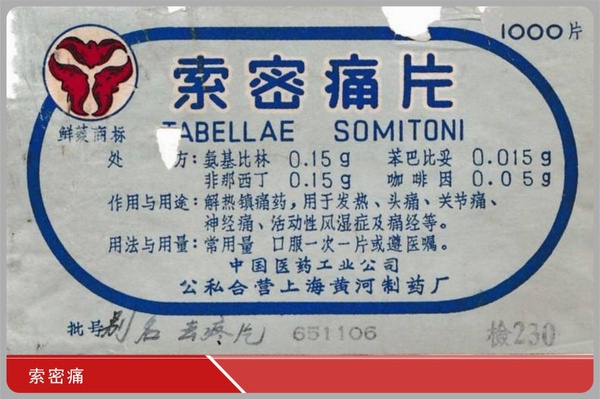 1000片
索密痛片
鲜葵商标
TABELLAE SOMITONI
处方: 氨基比林 0.15g 苯巴比妥 0.015g
非那西丁 0.15g 咖啡因 0.05g
作用与用途: 解热镇痛药, 用于发热、头痛、关节痛、
神经痛、活动性风湿症及痛经等。
用法与用量: 常用量 口服一次一片或遵医嘱。
中国医药工业公司
公私合营上海黄河制药厂
批号 别名 去疼片 651106 检230
索密痛